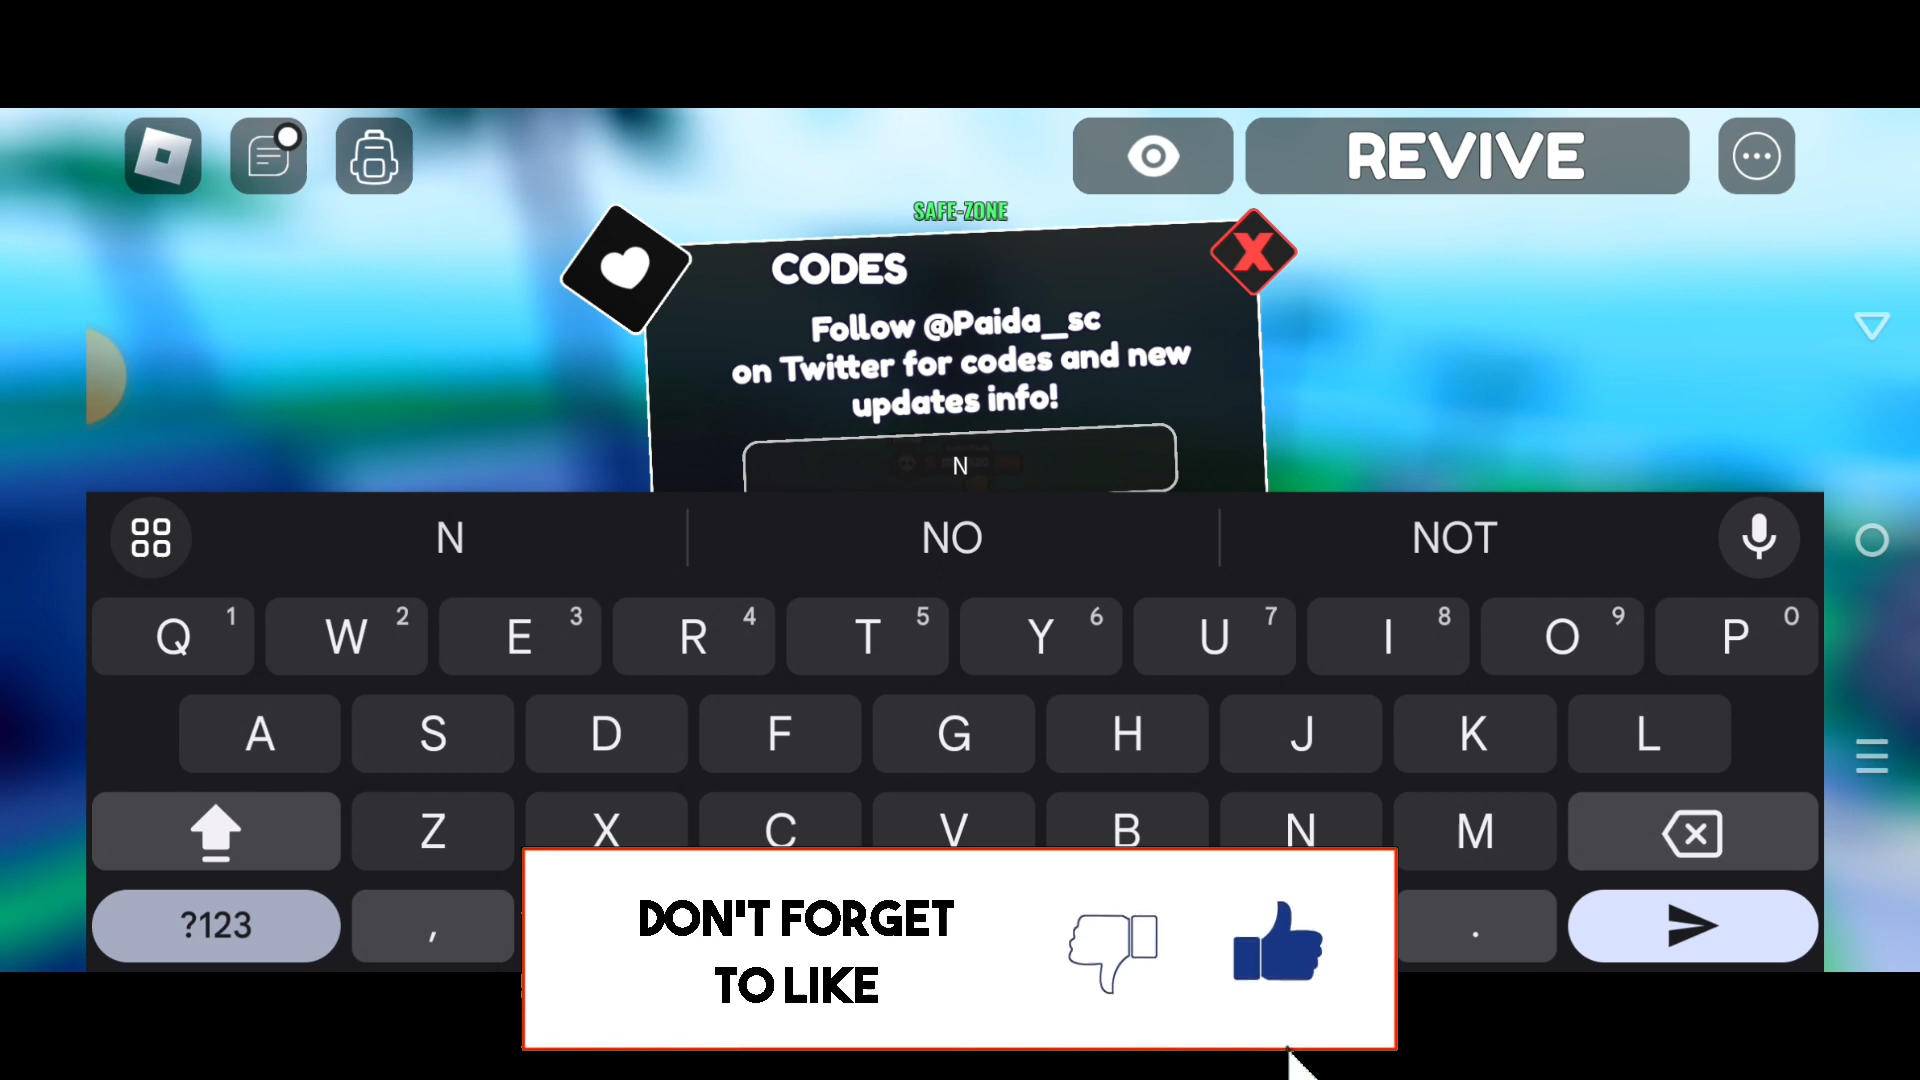 REVIVE
SAFE-ZONE
CODES
X
Follow @Paida_sc
on Twitter for codes and new
updates info!
N
N NO NOT
Q 1 W 2 E 3 R 4 T 5 Y 6 U 7 I 8 O 9 P 0
A S D F G H J K L
Z X C V B N M
?123 , .
DON'T FORGET
TO LIKE